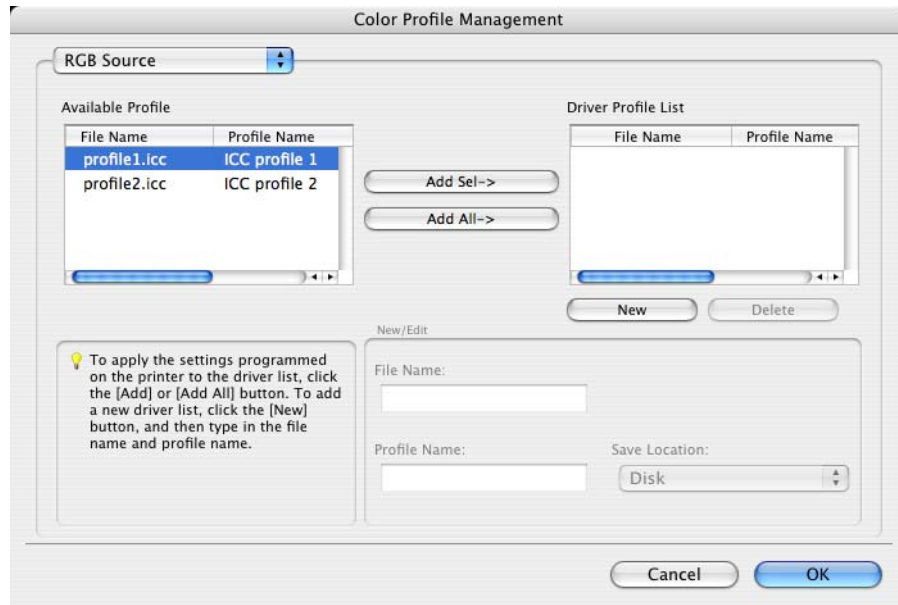 Color Profile Management
RGB Source
Available Profile
File Name Profile Name
profile1.icc ICC profile 1
profile2.icc ICC profile 2
Add Sel->
Add All->
Driver Profile List
File Name Profile Name
New Delete
New/Edit
To apply the settings programmed
on the printer to the driver list, click
the [Add] or [Add All] button. To add
a new driver list, click the [New]
button, and then type in the file
name and profile name.
File Name:
Profile Name:
Save Location:
Disk
Cancel OK